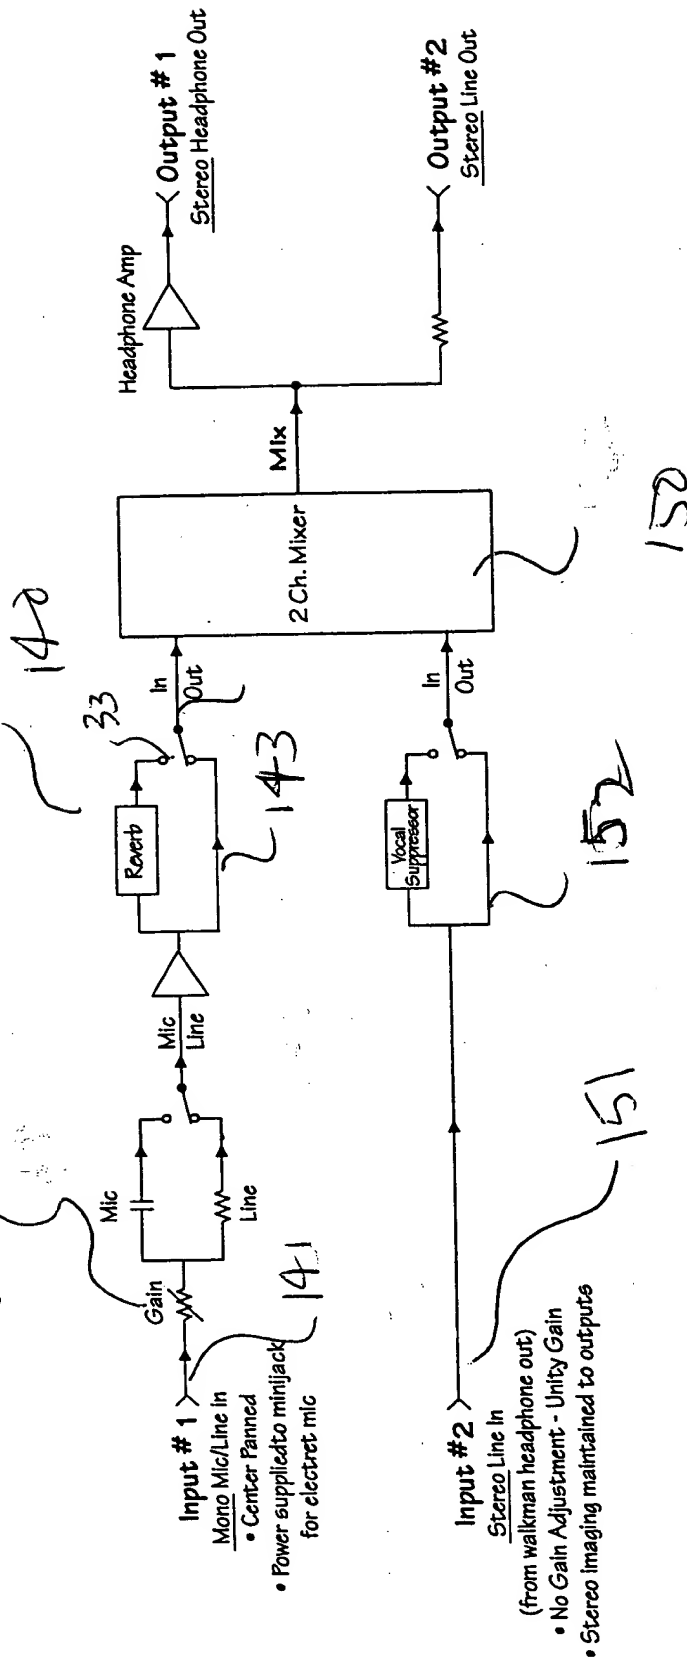 Input # 1
Mono Mic/Line In
• Center Panned
• Power suppliedto minijack
for electret mic
141
Gain
Mic
Line
Mic
Line
Reverb
33
143
140
In
Out
Input #2
Stereo Line In
(from walkman headphone out)
• No Gain Adjustment - Unity Gain
• Stereo imaging maintained to outputs
151
Vocal
Suppressor
152
In
Out
2 Ch. Mixer
150
Mix
Headphone Amp
Output # 1
Stereo Headphone Out
Output #2
Stereo Line Out